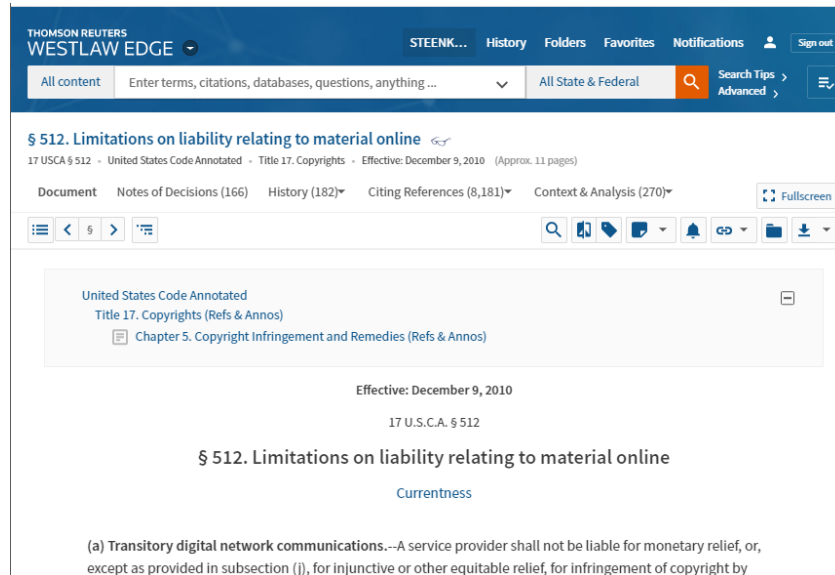 THOMSON REUTERS
WESTLAW EDGE
STEENK... History Folders Favorites Notifications Sign out
All content Enter terms, citations, databases, questions, anything ... All State & Federal Search Tips
Advanced
§ 512. Limitations on liability relating to material online
17 USCA § 512 • United States Code Annotated • Title 17. Copyrights • Effective: December 9, 2010 (Approx. 11 pages)
Document Notes of Decisions (166) History (182) Citing References (8,181) Context & Analysis (270)
Fullscreen
§
United States Code Annotated
Title 17. Copyrights (Refs & Annos)
Chapter 5. Copyright Infringement and Remedies (Refs & Annos)
Effective: December 9, 2010
17 U.S.C.A. § 512
§ 512. Limitations on liability relating to material online
Currentness
(a) Transitory digital network communications.--A service provider shall not be liable for monetary relief, or,
except as provided in subsection (j), for injunctive or other equitable relief, for infringement of copyright by